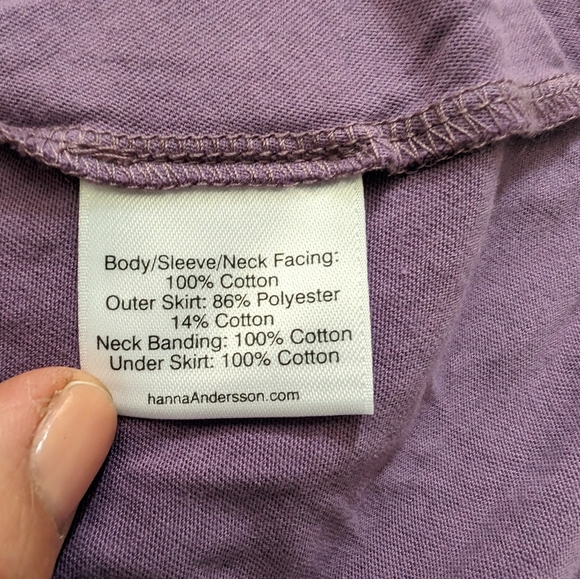 Body/Sleeve/Neck Facing:
100% Cotton
Outer Skirt: 86% Polyester
14% Cotton
Neck Banding: 100% Cotton
Under Skirt: 100% Cotton
hannaAndersson.com